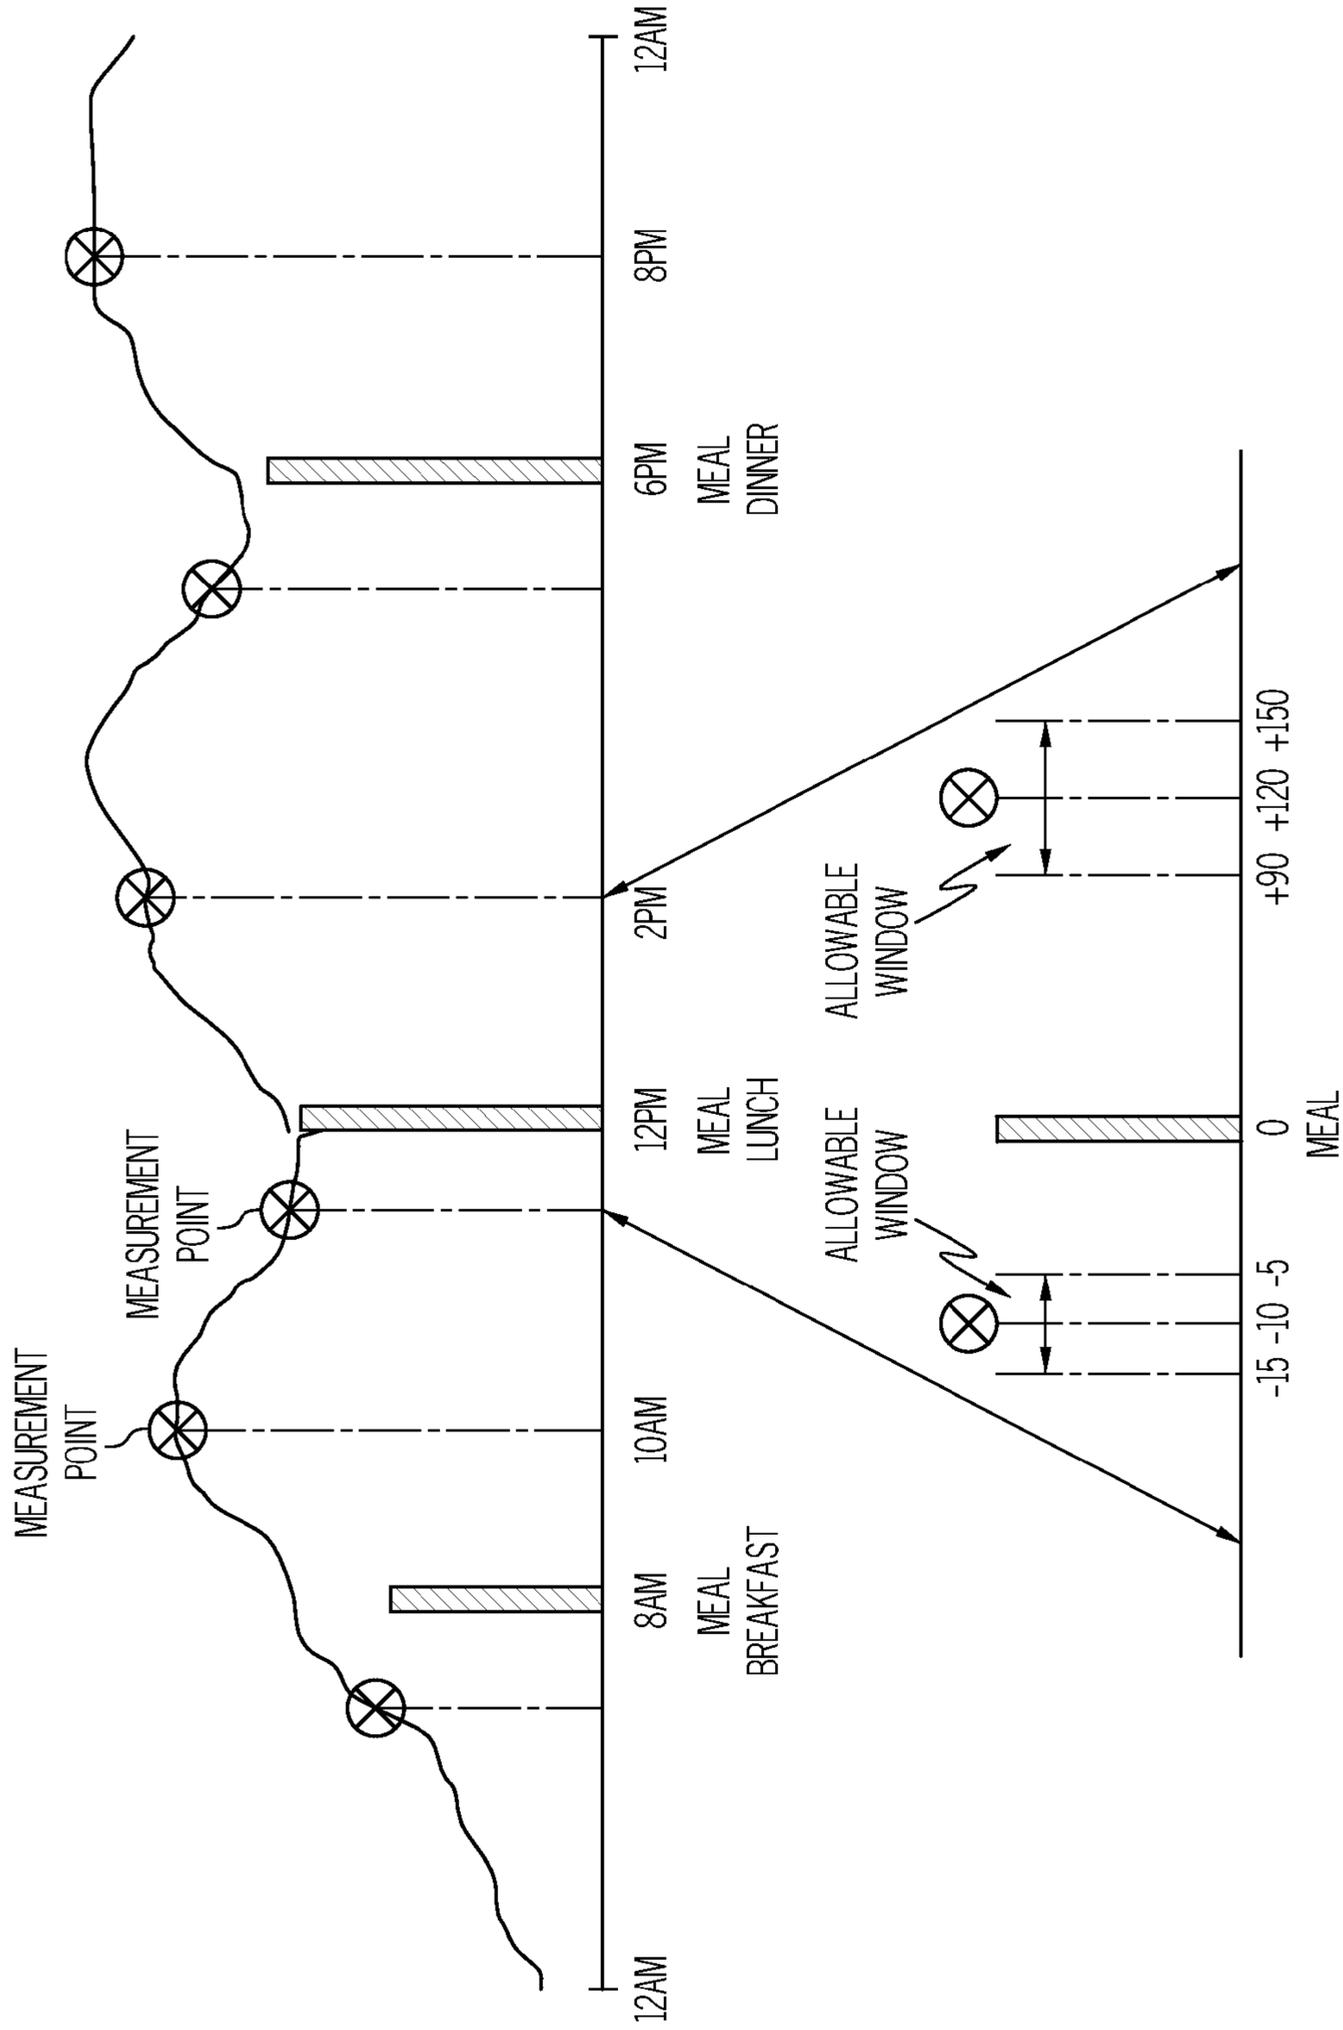 MEASUREMENT
POINT
MEASUREMENT
POINT
12AM
8AM
10AM
12PM
2PM
6PM
8PM
12AM
MEAL
BREAKFAST
MEAL
LUNCH
MEAL
DINNER
ALLOWABLE
WINDOW
ALLOWABLE
WINDOW
-15
-10
-5
0
+90
+120
+150
MEAL